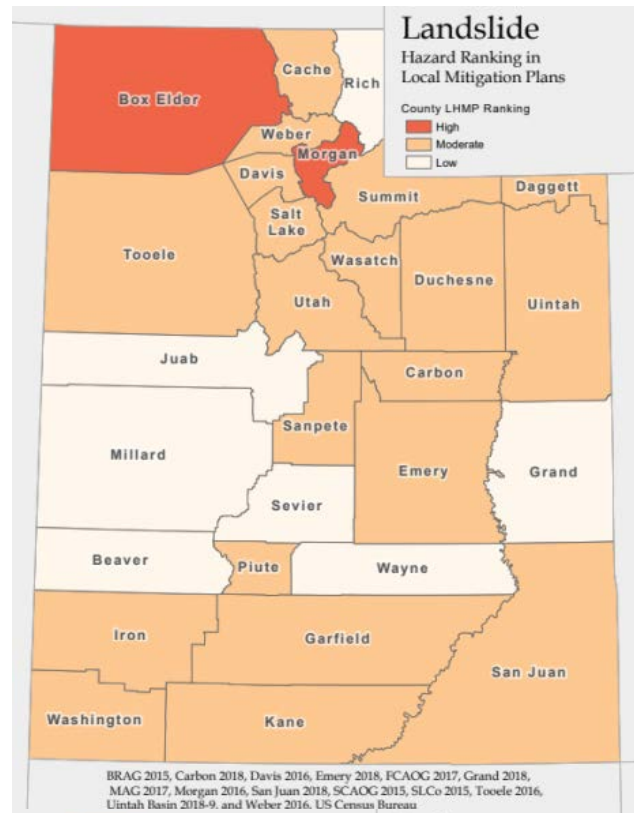 Landslide
Hazard Ranking in
Local Mitigation Plans
County LHMP Ranking
High
Moderate
Low
Cache
Rich
Box Elder
Weber
Morgan
Davis
Summit
Daggett
Salt
Lake
Tooele
Wasatch
Duchesne
Utah
Uintah
Juab
Carbon
Sanpete
Millard
Emery
Grand
Sevier
Beaver
Piute
Wayne
Iron
Garfield
San Juan
Washington
Kane
BRAG 2015, Carbon 2018, Davis 2016, Emery 2018, FCAOG 2017, Grand 2018,
MAG 2017, Morgan 2016, San Juan 2018, SCAOG 2015, SLCo 2015, Tooele 2016,
Uintah Basin 2018-9. and Weber 2016. US Census Bureau